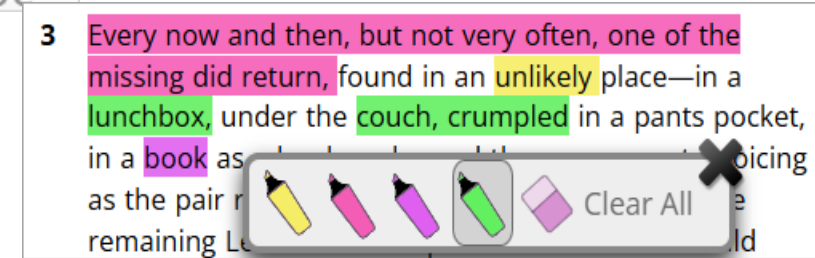 3 Every now and then, but not very often, one of the
missing did return, found in an unlikely place—in a
lunchbox, under the couch, crumpled in a pants pocket,
in a book as
as the pair
remaining
Clear All